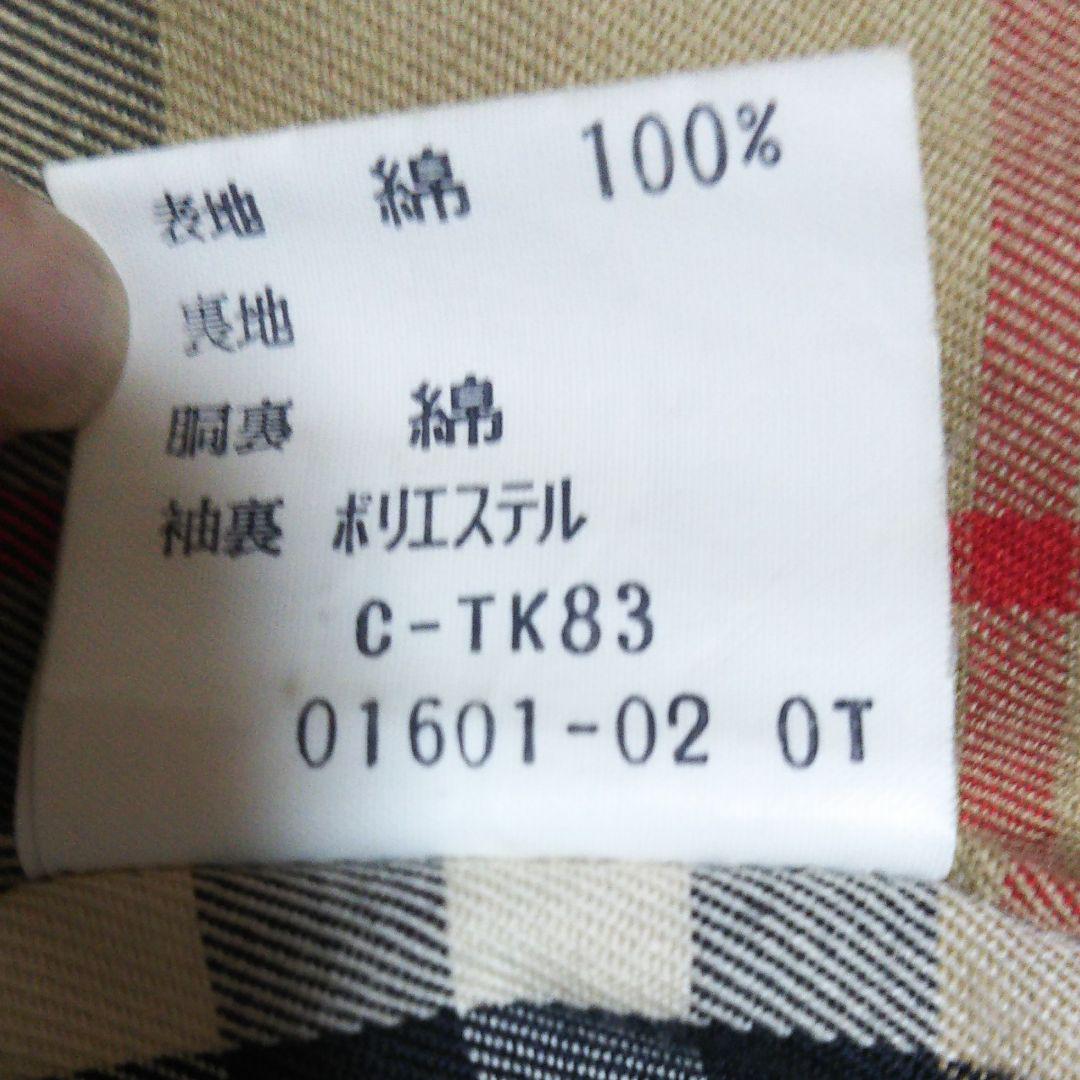 表地 綿 100%
裏地
胴裏 綿
袖裏 ポリエステル
C-TK83
01601-02 OT